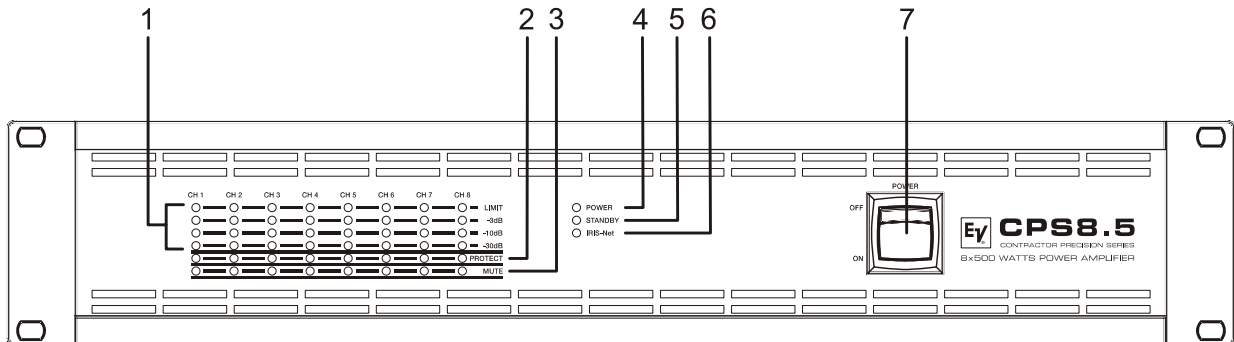 1 2 3 4 5 6 7
CH 1 CH 2 CH 3 CH 4 CH 5 CH 6 CH 7 CH 8
LIMIT
-3dB
-10dB
-30dB
PROTECT
MUTE
POWER
STANDBY
IRIS-Net
POWER
OFF
ON
EV CPS8.5
CONTRACTOR PRECISION SERIES
8x500 WATTS POWER AMPLIFIER